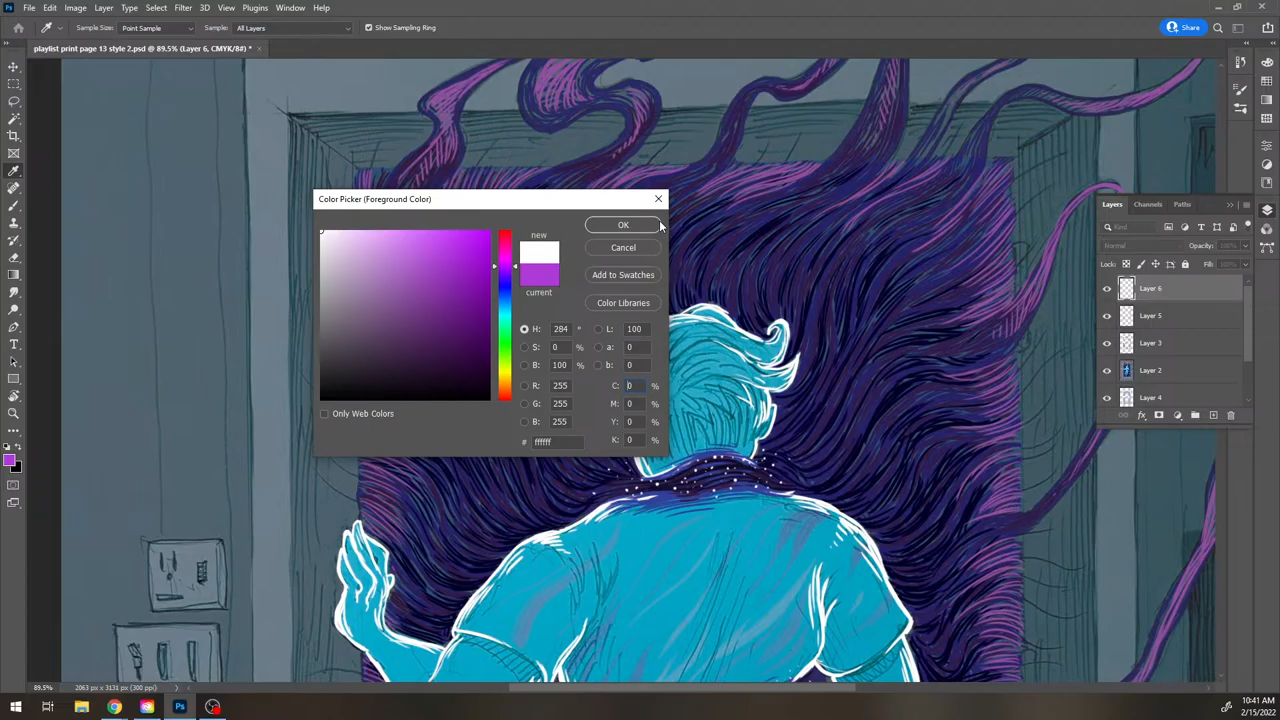 File Edit Image Layer Type Select Filter 3D View Plugins Window Help
Sample Size: Point Sample Sample: All Layers Show Sampling Ring
Share
playlist print page 13 style 2.psd @ 89.5% (Layer 6, CMYK/8#) *
Color Picker (Foreground Color)
OK
new
Cancel
Add to Swatches
current
Color Libraries
H: 284 ° L: 100
S: 0 % a: 0
B: 100 % b: 0
R: 255 C: 0 %
G: 255 M: 0 %
B: 255 Y: 0 %
# ffffff K: 0 %
Only Web Colors
Layers Channels Paths
Kind
Normal Opacity: 100%
Lock: Fill:
Layer 6
Layer 5
Layer 3
Layer 2
Layer 4
89.5% 2063 px x 3131 px (300 ppi)
10:41 AM
2/15/2022